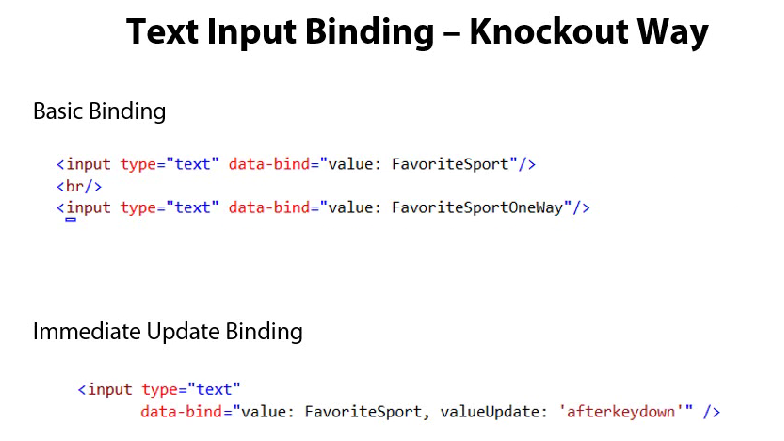 Text Input Binding – Knockout Way
Basic Binding
<input type="text" data-bind="value: FavoriteSport"/>
<hr/>
<input type="text" data-bind="value: FavoriteSportOneWay"/>
Immediate Update Binding
<input type="text"
data-bind="value: FavoriteSport, valueUpdate: 'afterkeydown'" />